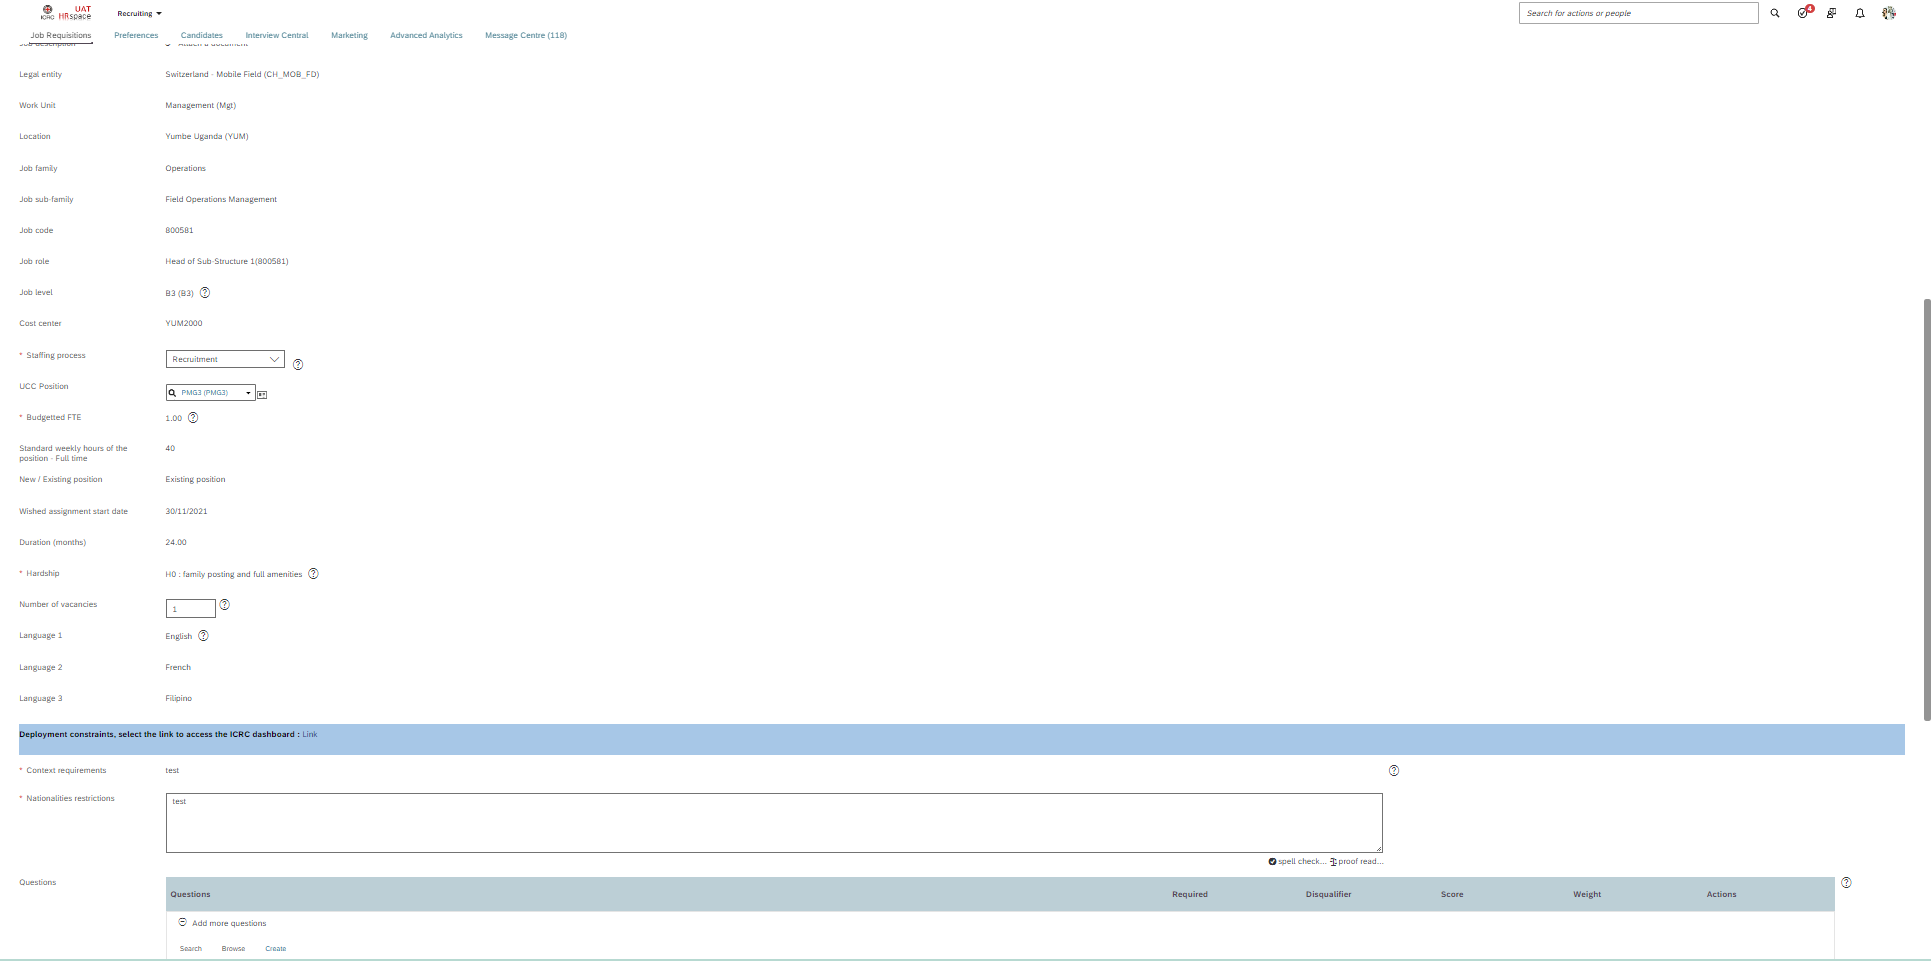 ICRC
UAT
HRspace
Recruiting
Search for actions or people
4
Job Requisitions
Preferences
Candidates
Interview Central
Marketing
Advanced Analytics
Message Centre (118)
Job description
Attach a document
Legal entity
Switzerland - Mobile Field (CH_MOB_FD)
Work Unit
Management (Mgt)
Location
Yumbe Uganda (YUM)
Job family
Operations
Job sub-family
Field Operations Management
Job code
800581
Job role
Head of Sub-Structure 1(800581)
Job level
B3 (B3)
Cost center
YUM2000
* Staffing process
Recruitment
UCC Position
PMG3 (PMG3)
* Budgetted FTE
1.00
Standard weekly hours of the
position - Full time
40
New / Existing position
Existing position
Wished assignment start date
30/11/2021
Duration (months)
24.00
* Hardship
H0 : family posting and full amenities
Number of vacancies
1
Language 1
English
Language 2
French
Language 3
Filipino
Deployment constraints, select the link to access the ICRC dashboard : Link
* Context requirements
test
* Nationalities restrictions
test
spell check... proof read...
Questions
Questions
Required
Disqualifier
Score
Weight
Actions
Add more questions
Search
Browse
Create